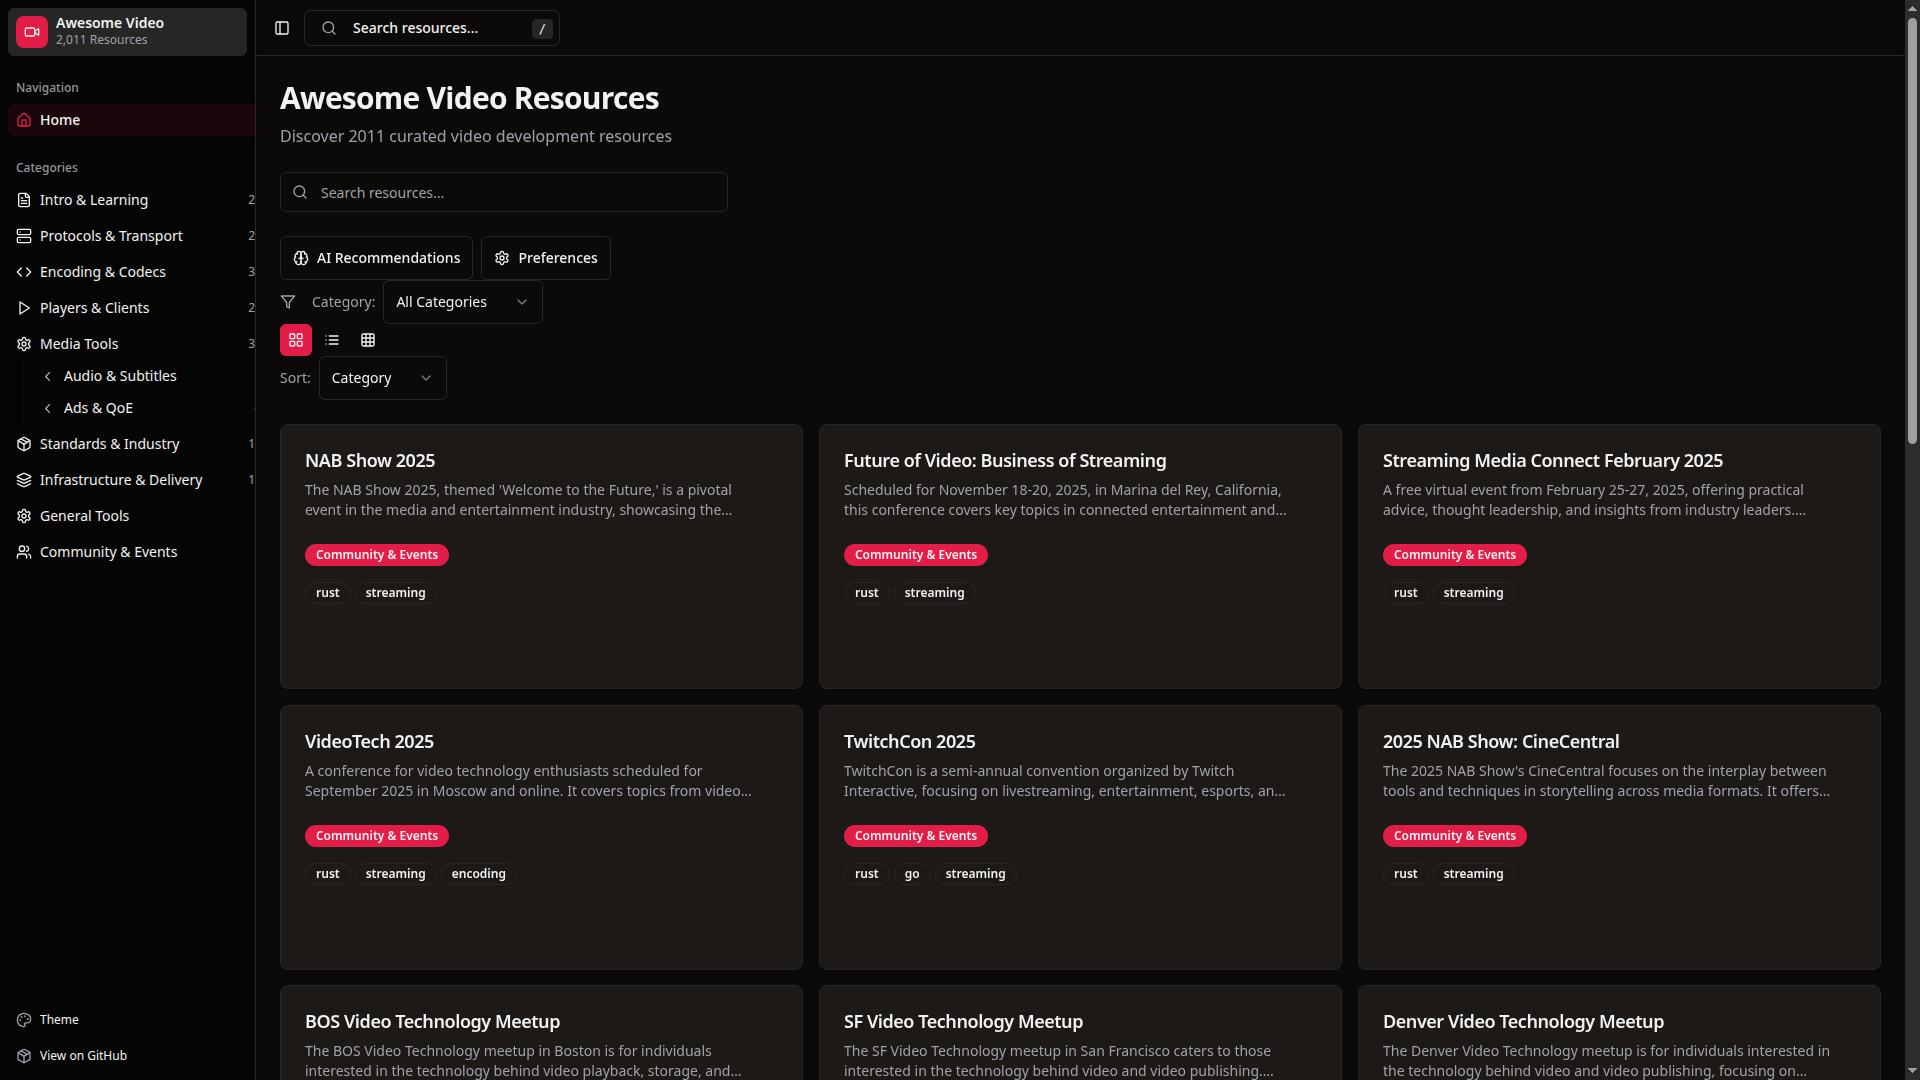 Awesome Video
2,011 Resources
Navigation
Home
Categories
Intro & Learning
2
Protocols & Transport
2
Encoding & Codecs
3
Players & Clients
2
Media Tools
3
Audio & Subtitles
Ads & QoE
Standards & Industry
1
Infrastructure & Delivery
1
General Tools
Community & Events
Theme
View on GitHub
Search resources...
/
Awesome Video Resources
Discover 2011 curated video development resources
Search resources...
AI Recommendations
Preferences
Category:
All Categories
Sort:
Category
NAB Show 2025
The NAB Show 2025, themed 'Welcome to the Future,' is a pivotal
event in the media and entertainment industry, showcasing the...
Community & Events
rust
streaming
Future of Video: Business of Streaming
Scheduled for November 18-20, 2025, in Marina del Rey, California,
this conference covers key topics in connected entertainment and...
Community & Events
rust
streaming
Streaming Media Connect February 2025
A free virtual event from February 25-27, 2025, offering practical
advice, thought leadership, and insights from industry leaders....
Community & Events
rust
streaming
VideoTech 2025
A conference for video technology enthusiasts scheduled for
September 2025 in Moscow and online. It covers topics from video...
Community & Events
rust
streaming
encoding
TwitchCon 2025
TwitchCon is a semi-annual convention organized by Twitch
Interactive, focusing on livestreaming, entertainment, esports, an...
Community & Events
rust
go
streaming
2025 NAB Show: CineCentral
The 2025 NAB Show's CineCentral focuses on the interplay between
tools and techniques in storytelling across media formats. It offers...
Community & Events
rust
streaming
BOS Video Technology Meetup
The BOS Video Technology meetup in Boston is for individuals
interested in the technology behind video playback, storage, and...
SF Video Technology Meetup
The SF Video Technology meetup in San Francisco caters to those
interested in the technology behind video and video publishing....
Denver Video Technology Meetup
The Denver Video Technology meetup is for individuals interested in
the technology behind video and video publishing, focusing on...